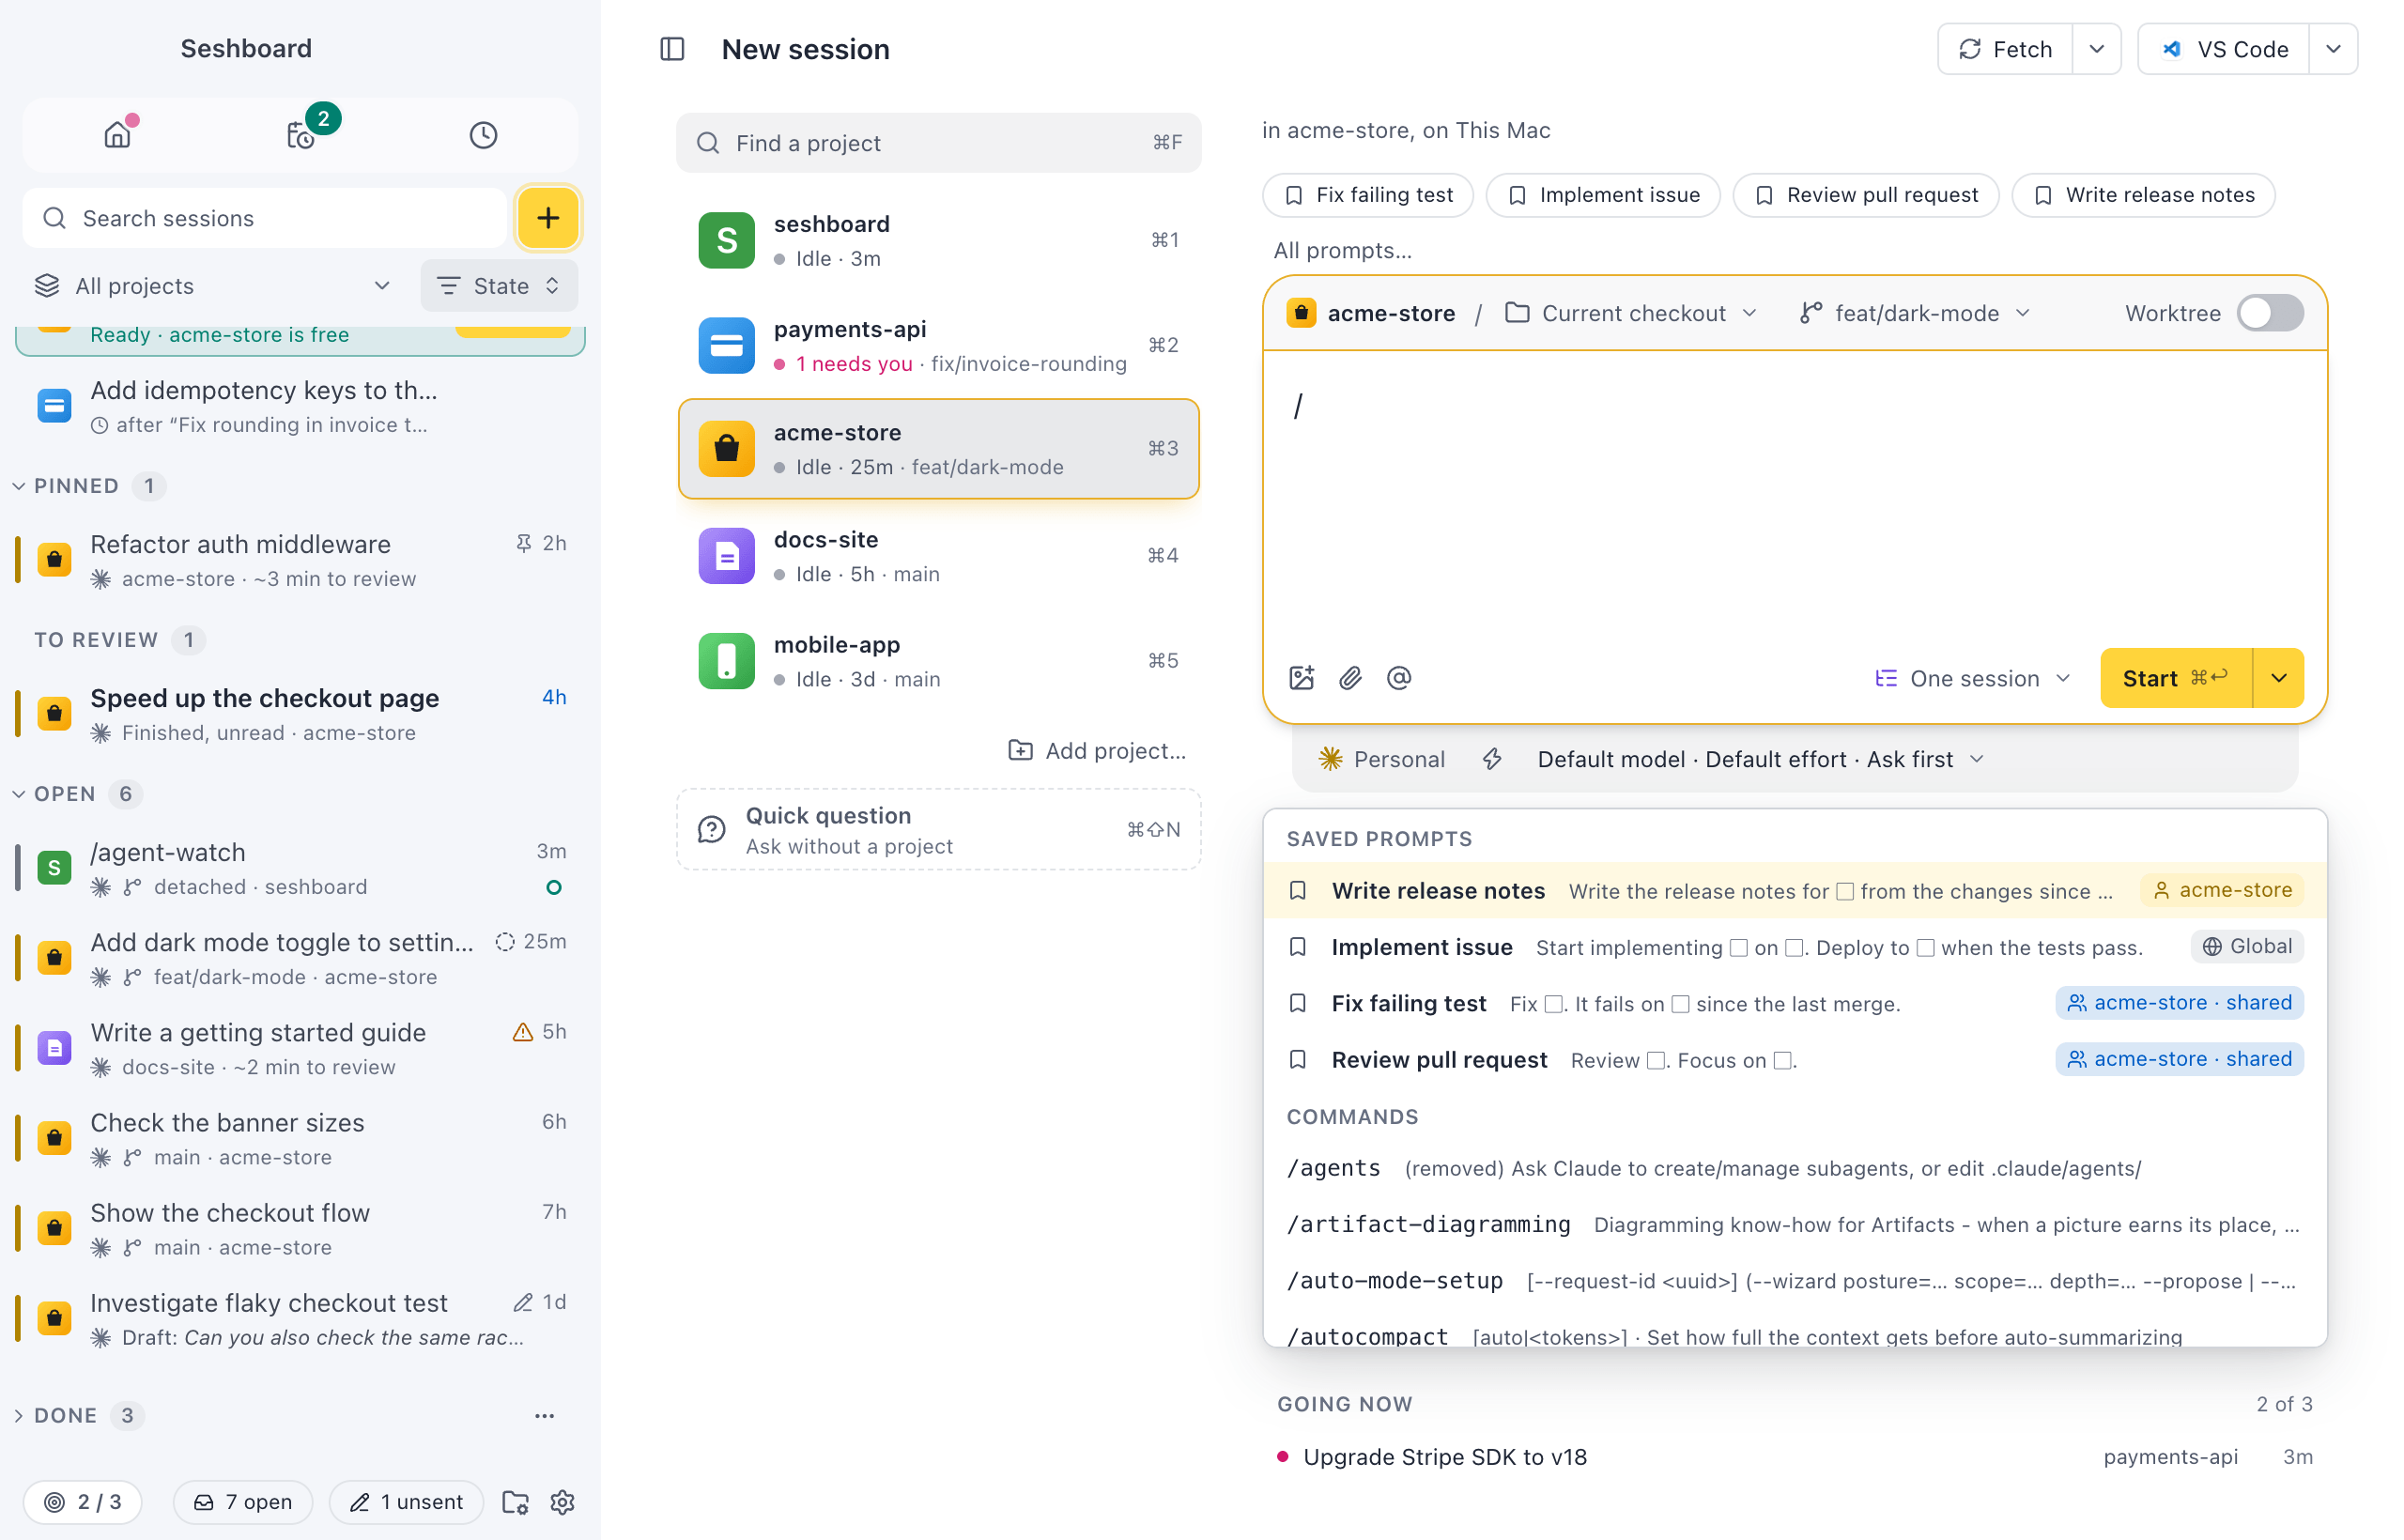 Seshboard
2
Search sessions
All projects
State
Ready · acme-store is free
Add idempotency keys to th...
after “Fix rounding in invoice t...
PINNED 1
Refactor auth middleware 2h
acme-store · ~3 min to review
TO REVIEW 1
Speed up the checkout page 4h
Finished, unread · acme-store
OPEN 6
/agent-watch 3m
S
detached · seshboard
Add dark mode toggle to settin... 25m
feat/dark-mode · acme-store
Write a getting started guide 5h
docs-site · ~2 min to review
Check the banner sizes 6h
main · acme-store
Show the checkout flow 7h
main · acme-store
Investigate flaky checkout test 1d
Draft: Can you also check the same rac...
DONE 3
2 / 3
7 open
1 unsent
New session
Fetch
VS Code
Find a project ⌘F
S
seshboard ⌘1
Idle · 3m
payments-api ⌘2
1 needs you · fix/invoice-rounding
acme-store ⌘3
Idle · 25m · feat/dark-mode
docs-site ⌘4
Idle · 5h · main
mobile-app ⌘5
Idle · 3d · main
Add project...
Quick question ⌘⇧N
Ask without a project
in acme-store, on This Mac
Fix failing test
Implement issue
Review pull request
Write release notes
All prompts...
acme-store / Current checkout feat/dark-mode Worktree
/
One session
Start ⌘↩
Personal Default model · Default effort · Ask first
SAVED PROMPTS
Write release notes Write the release notes for □ from the changes since ... acme-store
Implement issue Start implementing □ on □. Deploy to □ when the tests pass. Global
Fix failing test Fix □. It fails on □ since the last merge. acme-store · shared
Review pull request Review □. Focus on □. acme-store · shared
COMMANDS
/agents (removed) Ask Claude to create/manage subagents, or edit .claude/agents/
/artifact-diagramming Diagramming know-how for Artifacts - when a picture earns its place, ...
/auto-mode-setup [--request-id <uuid>] (--wizard posture=... scope=... depth=... --propose | --...
/autocompact [auto|<tokens>] · Set how full the context gets before auto-summarizing
GOING NOW 2 of 3
Upgrade Stripe SDK to v18 payments-api 3m